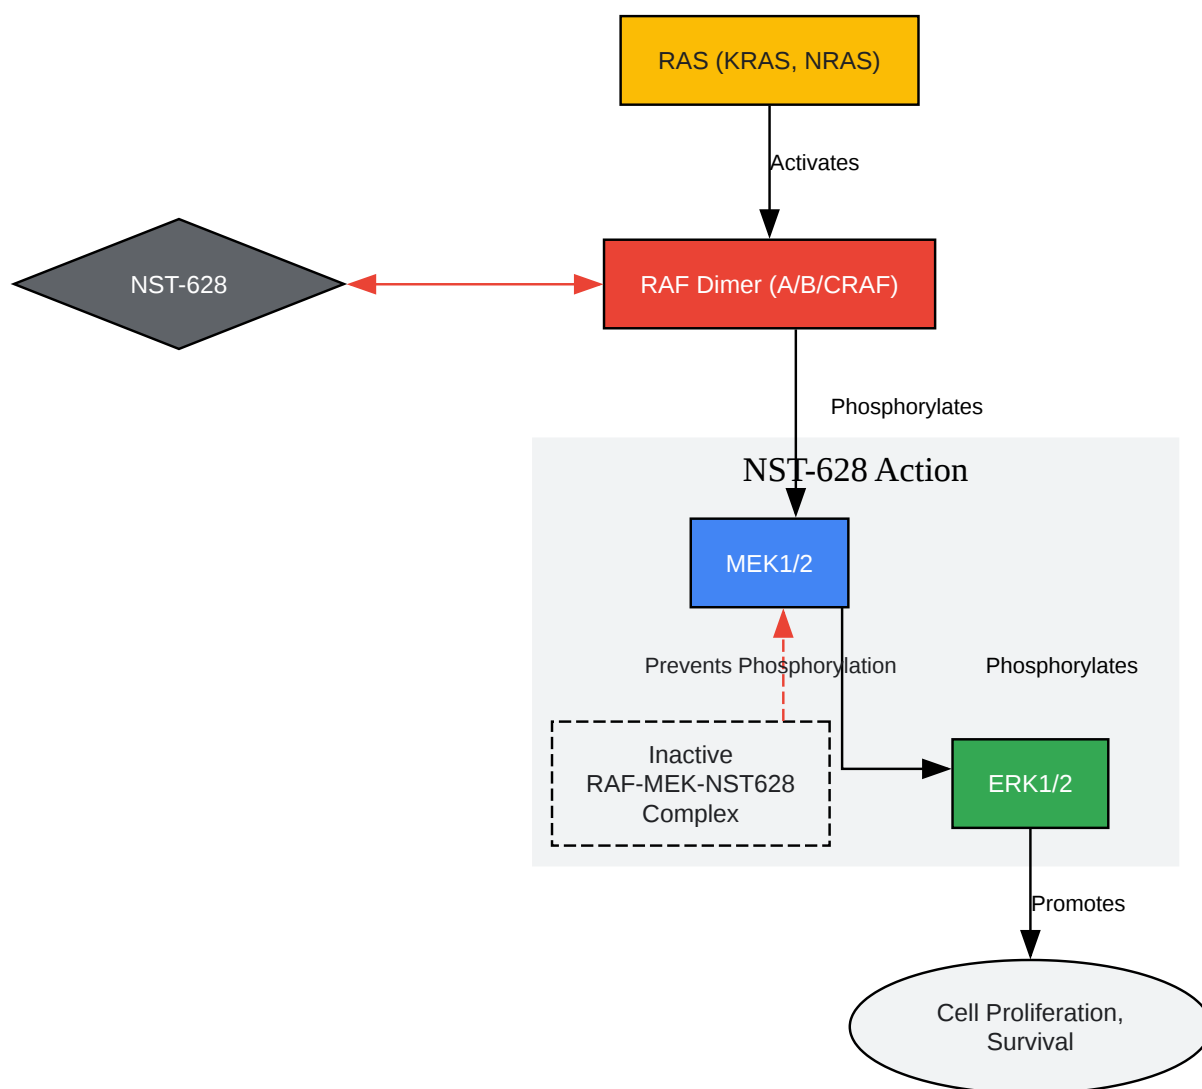 RAS (KRAS, NRAS)
Activates
NST-628
RAF Dimer (A/B/CRAF)
Phosphorylates
NST-628 Action
MEK1/2
Prevents Phosphorylation
Phosphorylates
Inactive
RAF-MEK-NST628
Complex
ERK1/2
Promotes
Cell Proliferation,
Survival